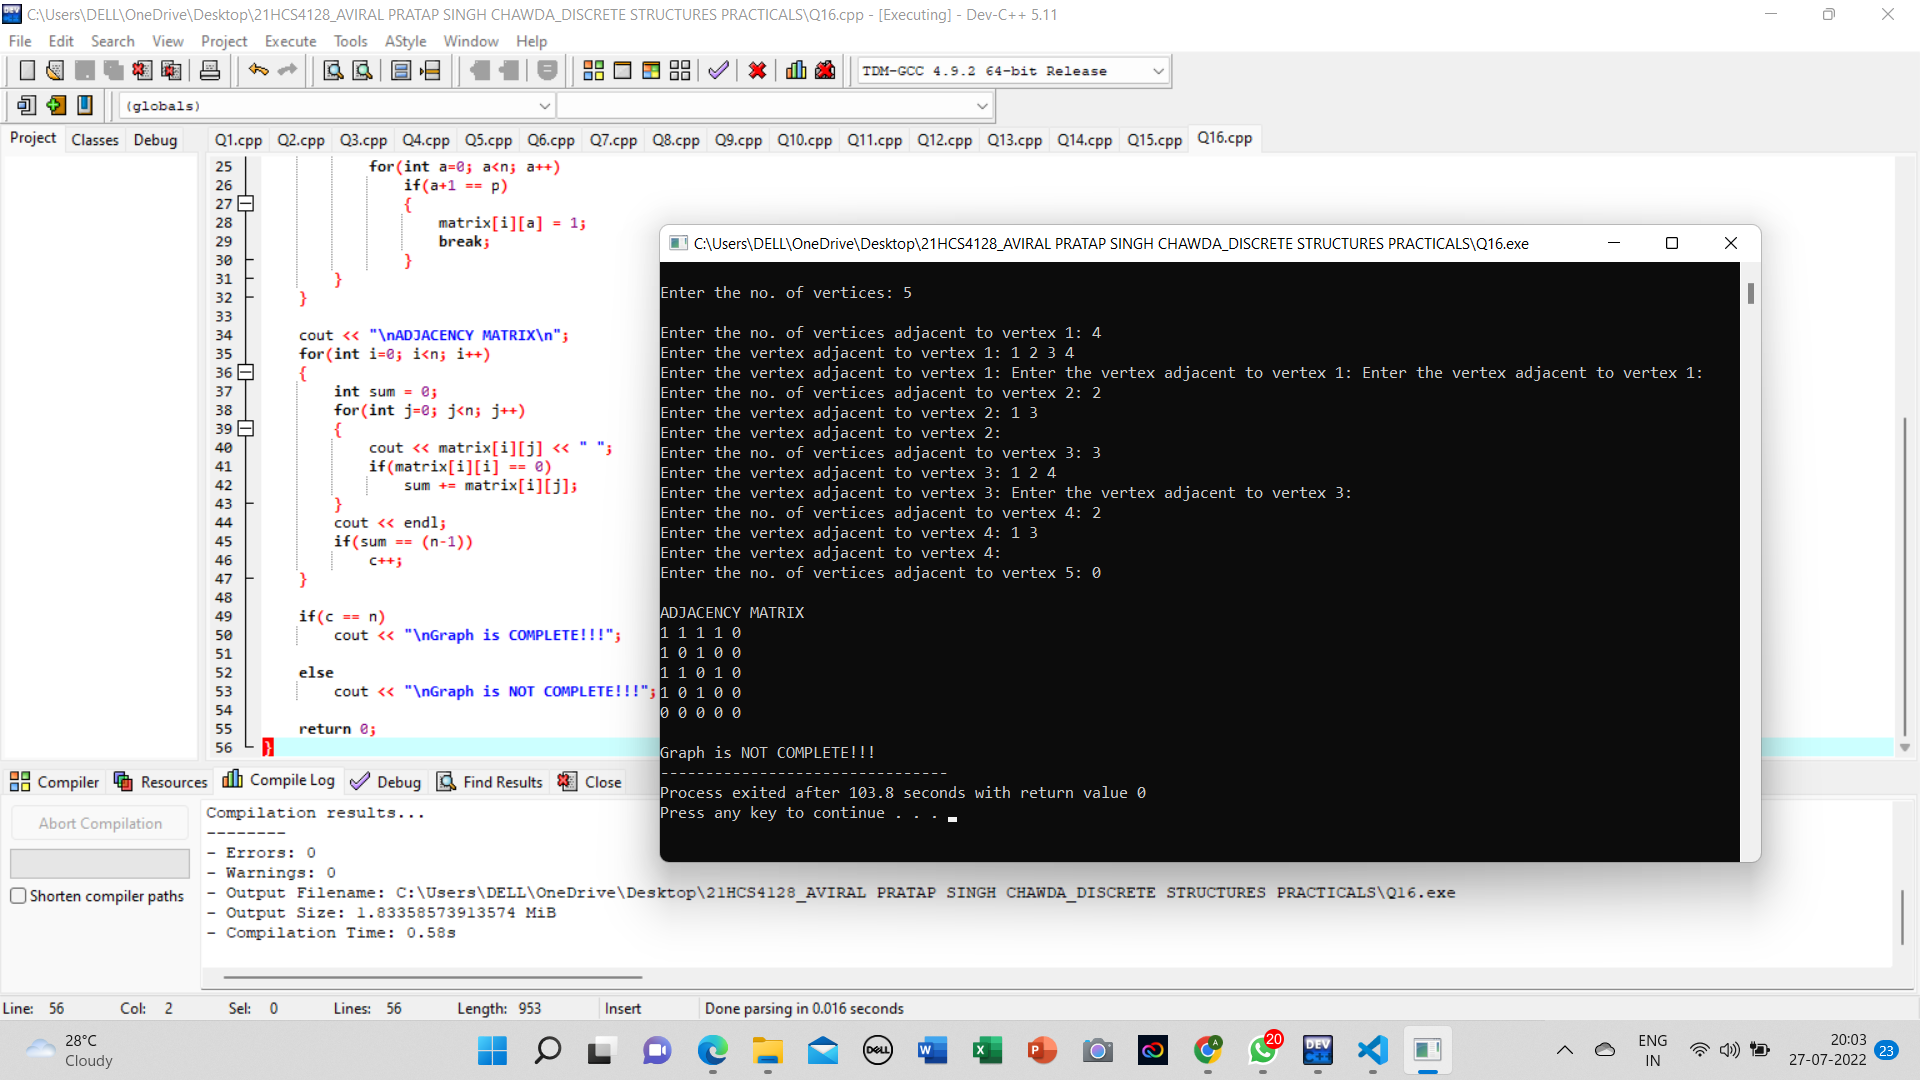 C:\Users\DELL\OneDrive\Desktop\21HCS4128_AVIRAL PRATAP SINGH CHAWDA_DISCRETE STRUCTURES PRACTICALS\Q16.cpp - [Executing] - Dev-C++ 5.11
File Edit Search View Project Execute Tools AStyle Window Help
TDM-GCC 4.9.2 64-bit Release
(globals)
Project Classes Debug
Q1.cpp Q2.cpp Q3.cpp Q4.cpp Q5.cpp Q6.cpp Q7.cpp Q8.cpp Q9.cpp Q10.cpp Q11.cpp Q12.cpp Q13.cpp Q14.cpp Q15.cpp Q16.cpp
25 for(int a=0; a<n; a++)
26 if(a+1 == p)
27 {
28 matrix[i][a] = 1;
29 break;
30 }
31 }
32 }
33
34 cout << "\nADJACENCY MATRIX\n";
35 for(int i=0; i<n; i++)
36 {
37 int sum = 0;
38 for(int j=0; j<n; j++)
39 {
40 cout << matrix[i][j] << " ";
41 if(matrix[i][i] == 0)
42 sum += matrix[i][j];
43 }
44 cout << endl;
45 if(sum == (n-1))
46 c++;
47 }
48
49 if(c == n)
50 cout << "\nGraph is COMPLETE!!!";
51
52 else
53 cout << "\nGraph is NOT COMPLETE!!!";
54
55 return 0;
56 }
C:\Users\DELL\OneDrive\Desktop\21HCS4128_AVIRAL PRATAP SINGH CHAWDA_DISCRETE STRUCTURES PRACTICALS\Q16.exe
Enter the no. of vertices: 5
Enter the no. of vertices adjacent to vertex 1: 4
Enter the vertex adjacent to vertex 1: 1 2 3 4
Enter the vertex adjacent to vertex 1: Enter the vertex adjacent to vertex 1: Enter the vertex adjacent to vertex 1:
Enter the no. of vertices adjacent to vertex 2: 2
Enter the vertex adjacent to vertex 2: 1 3
Enter the vertex adjacent to vertex 2:
Enter the no. of vertices adjacent to vertex 3: 3
Enter the vertex adjacent to vertex 3: 1 2 4
Enter the vertex adjacent to vertex 3: Enter the vertex adjacent to vertex 3:
Enter the no. of vertices adjacent to vertex 4: 2
Enter the vertex adjacent to vertex 4: 1 3
Enter the vertex adjacent to vertex 4:
Enter the no. of vertices adjacent to vertex 5: 0
ADJACENCY MATRIX
1 1 1 1 0
1 0 1 0 0
1 1 0 1 0
1 0 1 0 0
0 0 0 0 0
Graph is NOT COMPLETE!!!
--------------------------------
Process exited after 103.8 seconds with return value 0
Press any key to continue . . .
Compiler Resources Compile Log Debug Find Results Close
Abort Compilation
Shorten compiler paths
Compilation results...
--------
- Errors: 0
- Warnings: 0
- Output Filename: C:\Users\DELL\OneDrive\Desktop\21HCS4128_AVIRAL PRATAP SINGH CHAWDA_DISCRETE STRUCTURES PRACTICALS\Q16.exe
- Output Size: 1.83358573913574 MiB
- Compilation Time: 0.58s
Line: 56 Col: 2 Sel: 0 Lines: 56 Length: 953 Insert Done parsing in 0.016 seconds
28°C
Cloudy
DELL
W
X
P
A
20
DEV
C++
ENG
IN
20:03
27-07-2022
23